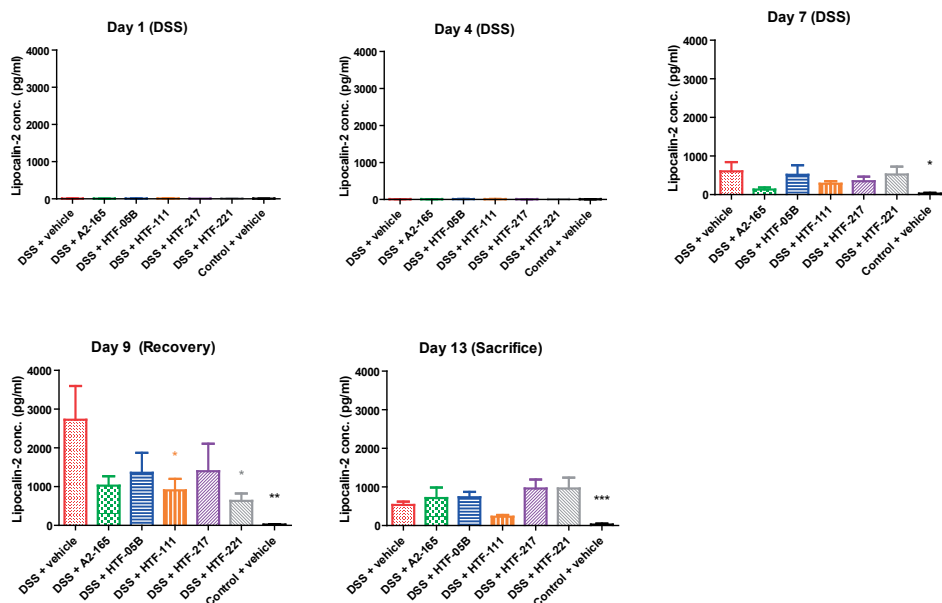 Day 1 (DSS)
Lipocalin-2 conc. (pg/ml)
4000
3000
2000
1000
0
DSS + vehicle
DSS + A2-165
DSS + HTF-05B
DSS + HTF-111
DSS + HTF-217
DSS + HTF-221
Control + vehicle
Day 4 (DSS)
Lipocalin-2 conc. (pg/ml)
4000
3000
2000
1000
0
DSS + vehicle
DSS + A2-165
DSS + HTF-05B
DSS + HTF-111
DSS + HTF-217
DSS + HTF-221
Control + vehicle
Day 7 (DSS)
Lipocalin-2 conc. (pg/ml)
4000
3000
2000
1000
0
*
DSS + vehicle
DSS + A2-165
DSS + HTF-05B
DSS + HTF-111
DSS + HTF-217
DSS + HTF-221
Control + vehicle
Day 9 (Recovery)
Lipocalin-2 conc. (pg/ml)
4000
3000
2000
1000
0
*
*
**
DSS + vehicle
DSS + A2-165
DSS + HTF-05B
DSS + HTF-111
DSS + HTF-217
DSS + HTF-221
Control + vehicle
Day 13 (Sacrifice)
Lipocalin-2 conc. (pg/ml)
4000
3000
2000
1000
0
***
DSS + vehicle
DSS + A2-165
DSS + HTF-05B
DSS + HTF-111
DSS + HTF-217
DSS + HTF-221
Control + vehicle